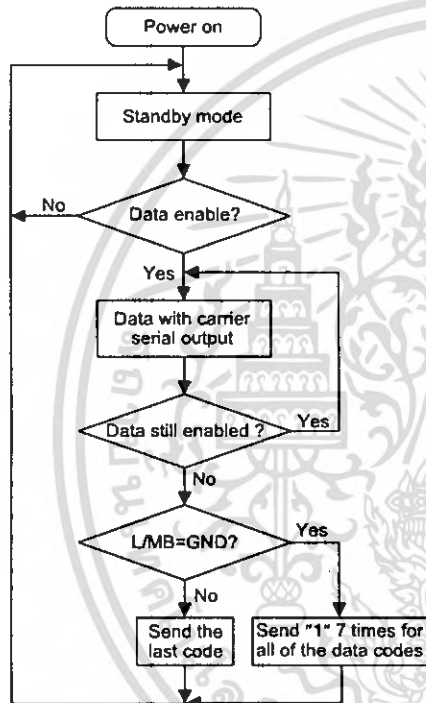 Power on
Standby mode
No
Data enable?
Yes
Data with carrier
serial output
Data still enabled ?
Yes
No
L/MB=GND?
Yes
No
Send the
last code
Send "1" 7 times for
all of the data codes